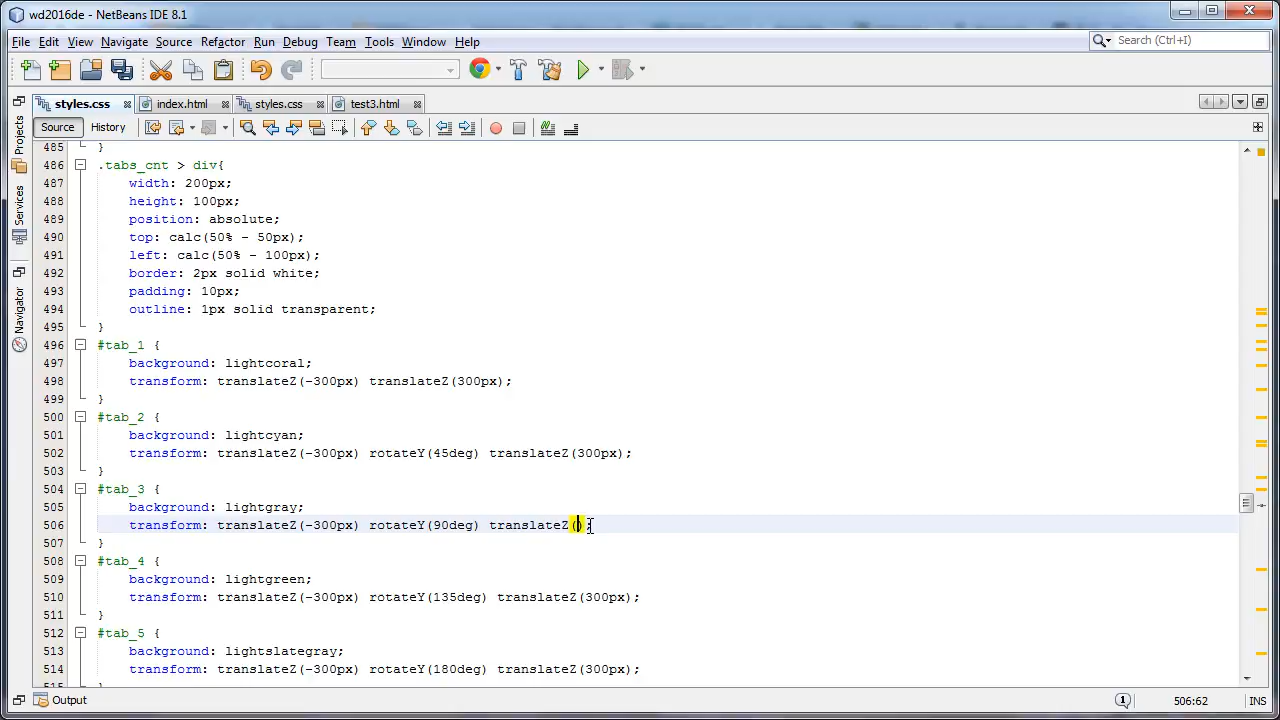 wd2016de - NetBeans IDE 8.1
File Edit View Navigate Source Refactor Run Debug Team Tools Window Help
Search (Ctrl+I)
styles.css index.html styles.css test3.html
Source History
Projects
Services
Navigator
485 }
486 .tabs_cnt > div{
487 width: 200px;
488 height: 100px;
489 position: absolute;
490 top: calc(50% - 50px);
491 left: calc(50% - 100px);
492 border: 2px solid white;
493 padding: 10px;
494 outline: 1px solid transparent;
495 }
496 #tab_1 {
497 background: lightcoral;
498 transform: translateZ(-300px) translateZ(300px);
499 }
500 #tab_2 {
501 background: lightcyan;
502 transform: translateZ(-300px) rotateY(45deg) translateZ(300px);
503 }
504 #tab_3 {
505 background: lightgray;
506 transform: translateZ(-300px) rotateY(90deg) translateZ();
507 }
508 #tab_4 {
509 background: lightgreen;
510 transform: translateZ(-300px) rotateY(135deg) translateZ(300px);
511 }
512 #tab_5 {
513 background: lightslategray;
514 transform: translateZ(-300px) rotateY(180deg) translateZ(300px);
515 }
Output
1
506:62
INS